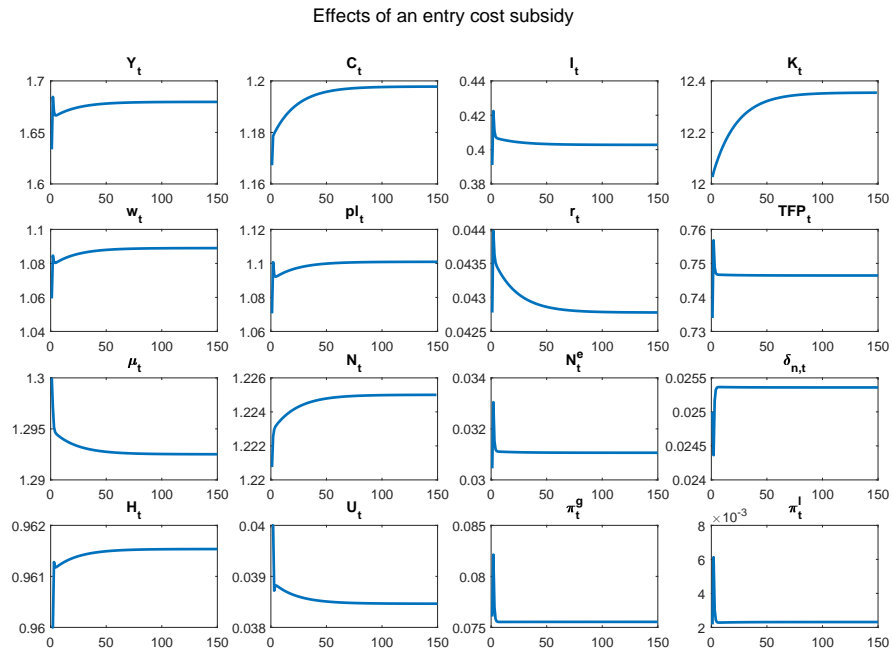 Effects of an entry cost subsidy
Y_t C_t I_t K_t
1.7 1.2 0.44 12.4
1.65 1.18 0.42 0.4 12.2
1.6 1.16 0.38 12
0 50 100 150 0 50 100 150 0 50 100 150 0 50 100 150
w_t pI_t r_t TFP_t
1.1 1.12 0.044 0.76
1.08 1.1 0.0435 0.75
1.06 1.08 0.043 0.74
1.04 1.06 0.0425 0.73
0 50 100 150 0 50 100 150 0 50 100 150 0 50 100 150
μ_t N_t N_t^e δ_{n,t}
1.3 1.226 0.034 0.0255
1.295 1.224 0.032 0.025
1.222 0.0245
1.29 1.22 0.03 0.024
0 50 100 150 0 50 100 150 0 50 100 150 0 50 100 150
H_t U_t π_t^g π_t^l
× 10^{-3}
0.962 0.04 0.085 8
0.961 0.039 0.08 6
4
0.96 0.038 0.075 2
0 50 100 150 0 50 100 150 0 50 100 150 0 50 100 150